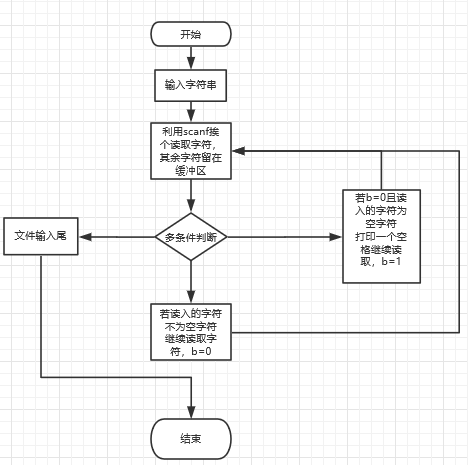 开始
输入字符串
利用scanf挨
个读取字符，
其余字符留在
缓冲区
若b=0且读
入的字符为
空字符
打印一个空
格继续读
取，b=1
文件输入尾
多条件判断
若读入的字符
不为空字符
继续读取字
符，b=0
结束